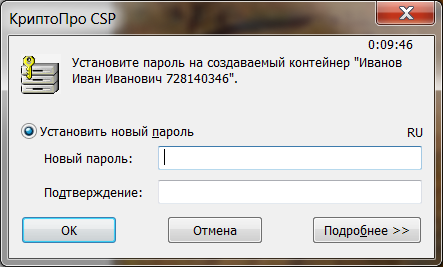 КриптоПро CSP
0:09:46
Установите пароль на создаваемый контейнер "Иванов
Иван Иванович 728140346".
Установить новый пароль
RU
Новый пароль:
Подтверждение:
OK
Отмена
Подробнее >>